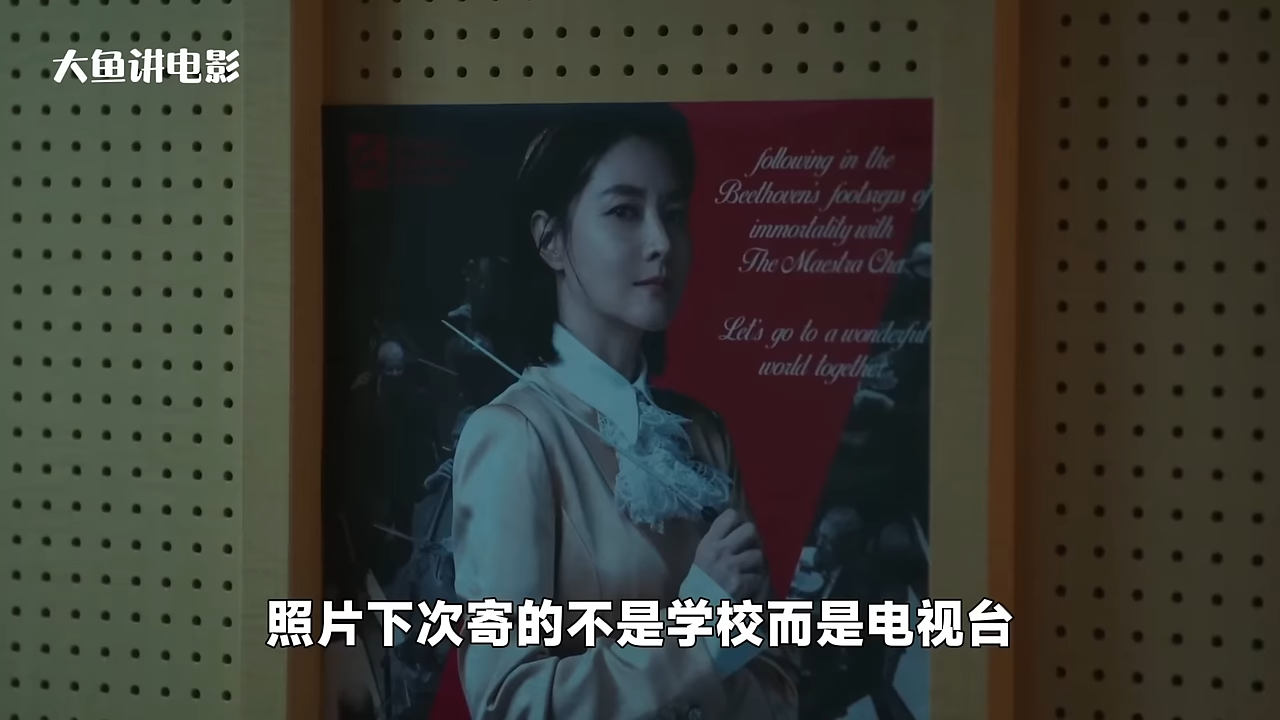 大鱼讲电影
following in the
Beethoven's footsteps of
immortality with
The Maestra Cha
Let's go to a wonderful
world together
照片下次寄的不是学校而是电视台